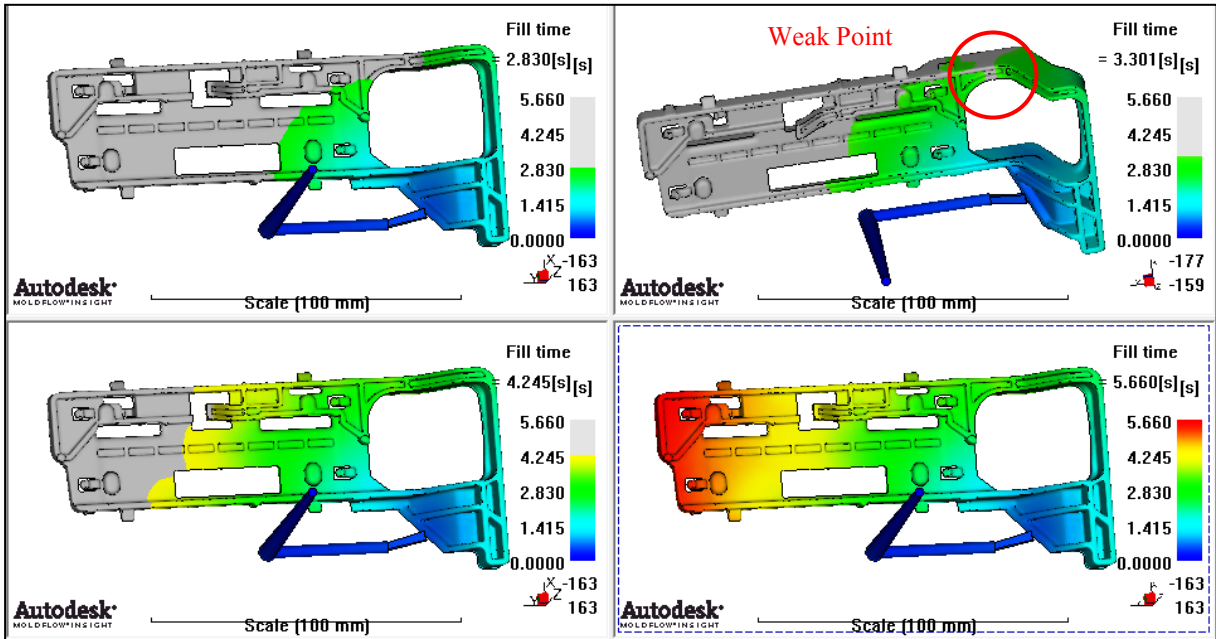 Fill time
= 2.830[s]
[s]
5.660
4.245
2.830
1.415
0.0000
X
Y
Z
-163
163
Autodesk
MOLDFLOW INSIGHT
Scale (100 mm)
Weak Point
Fill time
= 3.301[s]
[s]
5.660
4.245
2.830
1.415
0.0000
-177
-159
Autodesk
MOLDFLOW INSIGHT
Scale (100 mm)
Fill time
= 4.245[s]
[s]
5.660
4.245
2.830
1.415
0.0000
X
Y
Z
-163
163
Autodesk
MOLDFLOW INSIGHT
Scale (100 mm)
Fill time
= 5.660[s]
[s]
5.660
4.245
2.830
1.415
0.0000
-163
163
Autodesk
MOLDFLOW INSIGHT
Scale (100 mm)